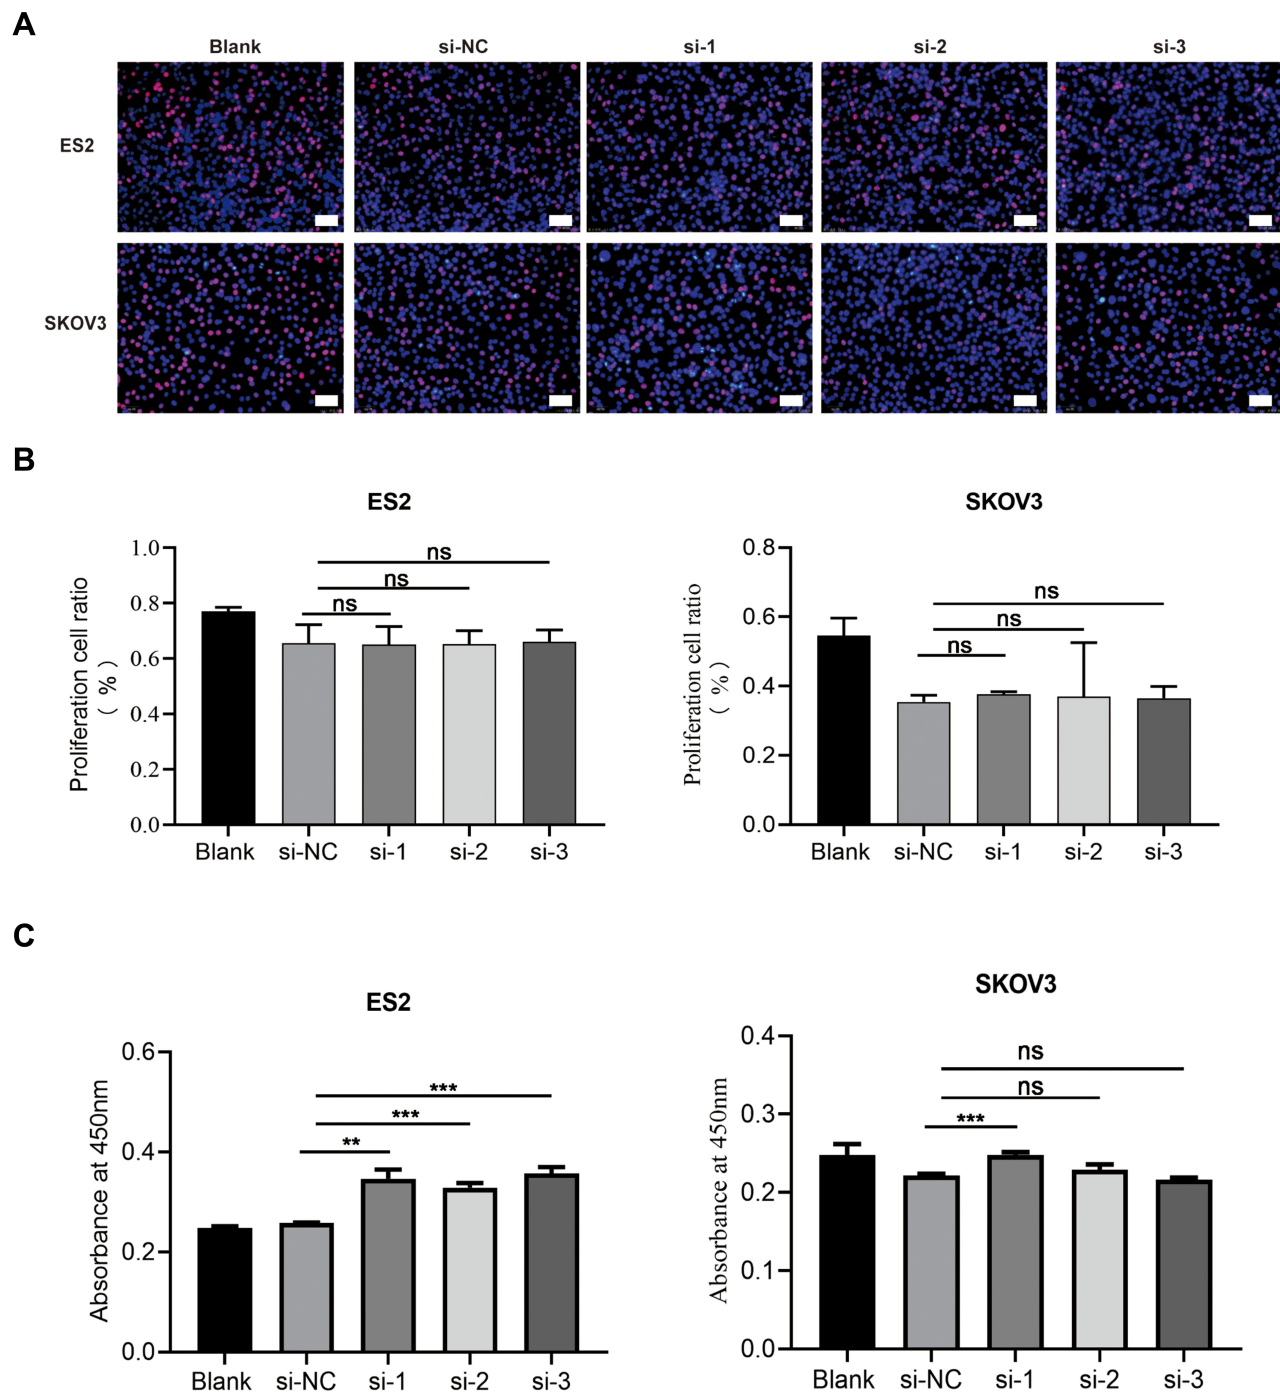 A
Blank si-NC si-1 si-2 si-3
ES2
SKOV3
B
ES2
Proliferation cell ratio
( % )
1.0
0.8
0.6
0.4
0.2
0.0
ns
ns
ns
Blank si-NC si-1 si-2 si-3
SKOV3
Proliferation cell ratio
( % )
0.8
0.6
0.4
0.2
0.0
ns
ns
ns
Blank si-NC si-1 si-2 si-3
C
ES2
Absorbance at 450nm
0.6
0.4
0.2
0.0
***
***
**
Blank si-NC si-1 si-2 si-3
SKOV3
Absorbance at 450nm
0.4
0.3
0.2
0.1
0.0
ns
ns
***
Blank si-NC si-1 si-2 si-3